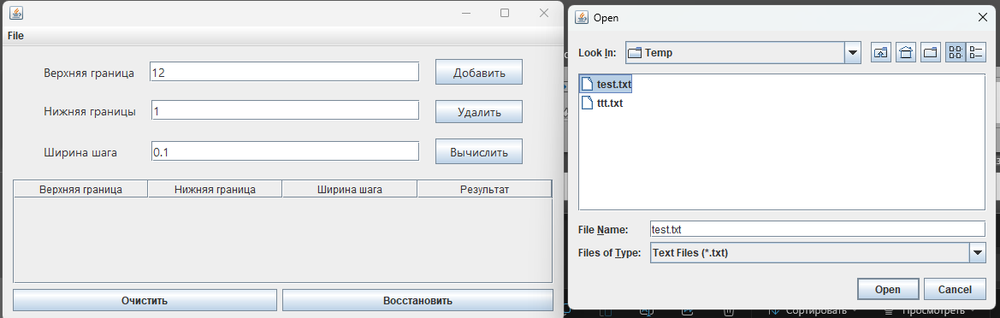 File
Верхняя граница
12
Добавить
Нижняя границы
1
Удалить
Ширина шага
0.1
Вычислить
Верхняя граница Нижняя граница Ширина шага Результат
Очистить Восстановить
Open
Look In: Temp
test.txt
ttt.txt
File Name: test.txt
Files of Type: Text Files (*.txt)
Open Cancel
Сортировать Просмотреть